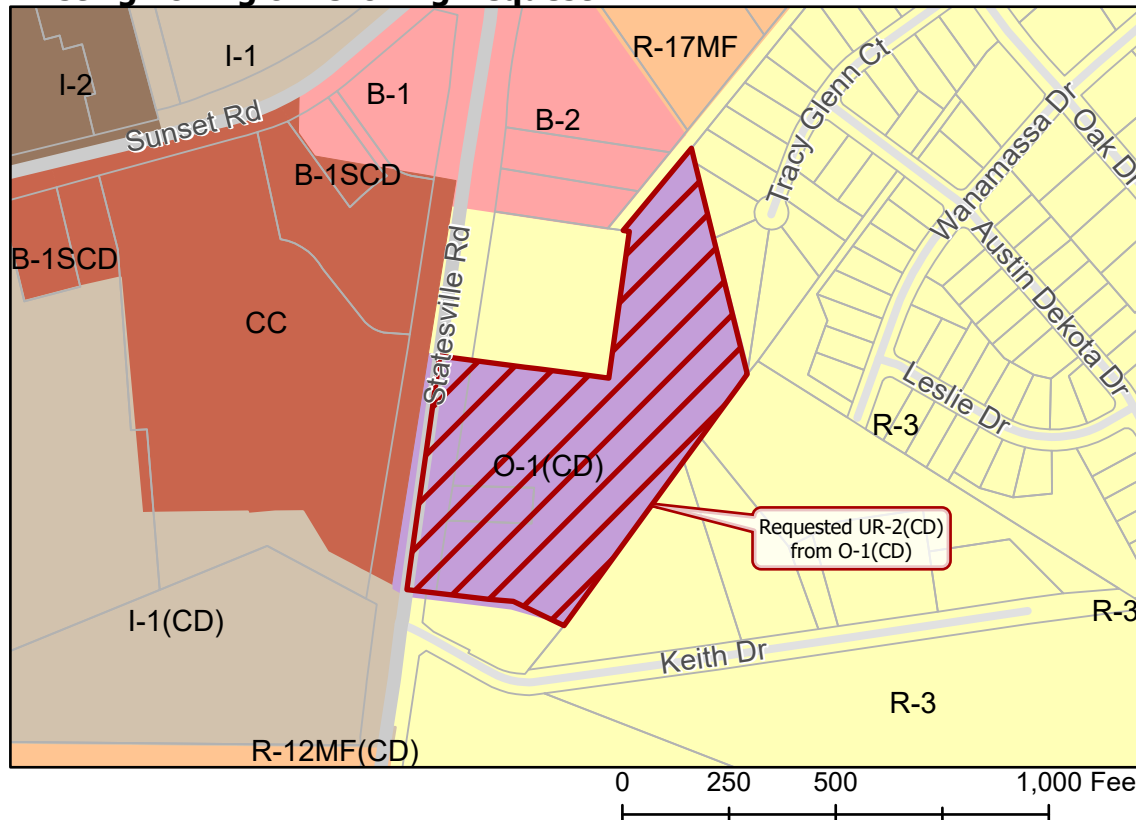 R-17MF
I-1
I-2
B-1
B-2
Sunset Rd
Tracy Glenn Ct
Wanamassa Dr
Oak Dr
B-1SCD
B-1SCD
Statesville Rd
Austin Dekota Dr
CC
Leslie Dr
R-3
O-1(CD)
Requested UR-2(CD)
from O-1(CD)
I-1(CD)
R-3
Keith Dr
R-3
R-12MF(CD)
0 250 500 1,000 Fee